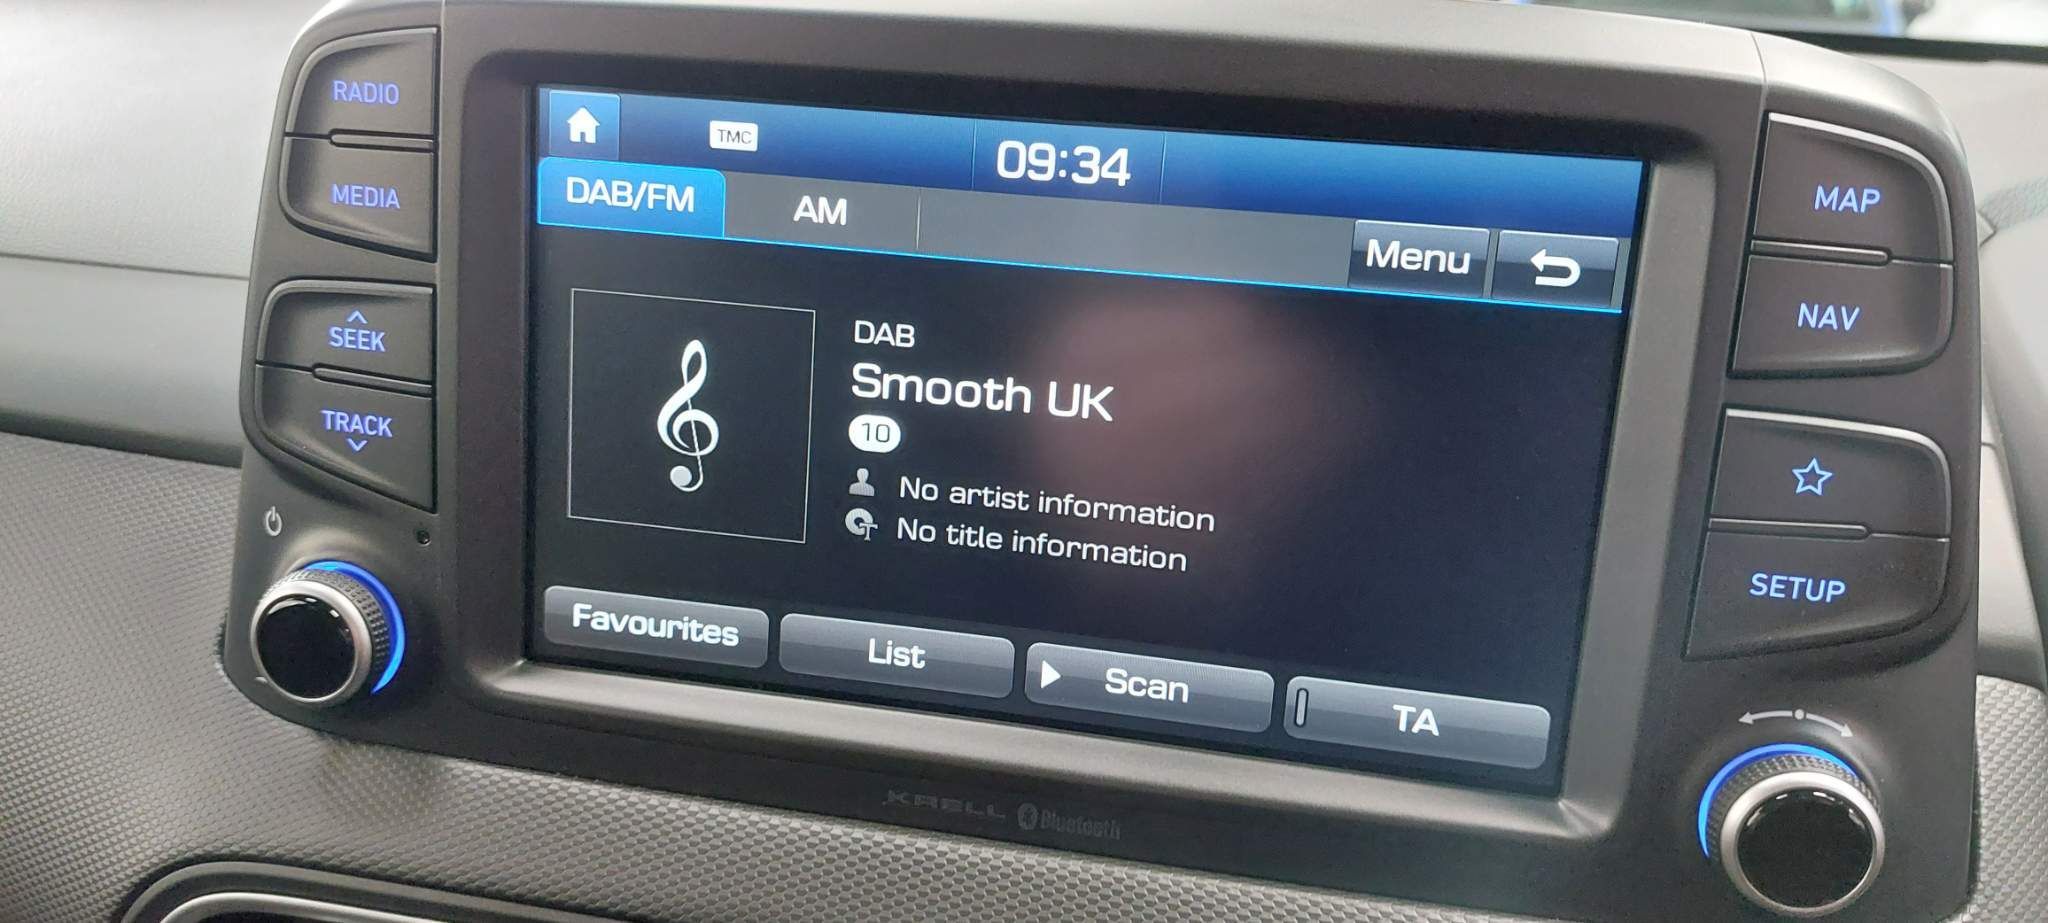 RADIO
MEDIA
SEEK
TRACK
TMC
09:34
DAB/FM
AM
Menu
DAB
Smooth UK
10
No artist information
No title information
Favourites
List
Scan
TA
MAP
NAV
SETUP
KRELL Bluetooth